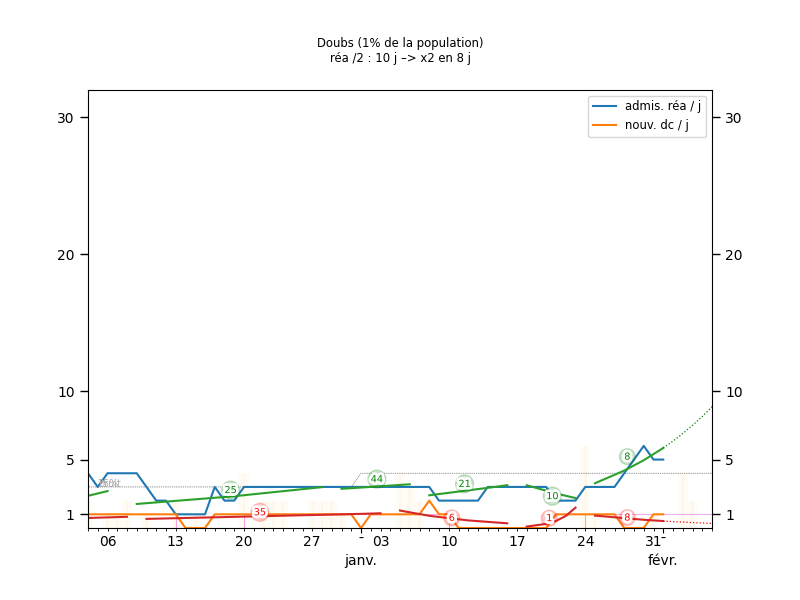 Doubs (1% de la population)
réa /2 : 10 j –> x2 en 8 j
admis. réa / j
nouv. dc / j
30 30
20 20
10 10
5 5
1 1
25 44 21 10 8
35 6 1 8
06 13 20 27 - 03 10 17 24 31-
janv. févr.